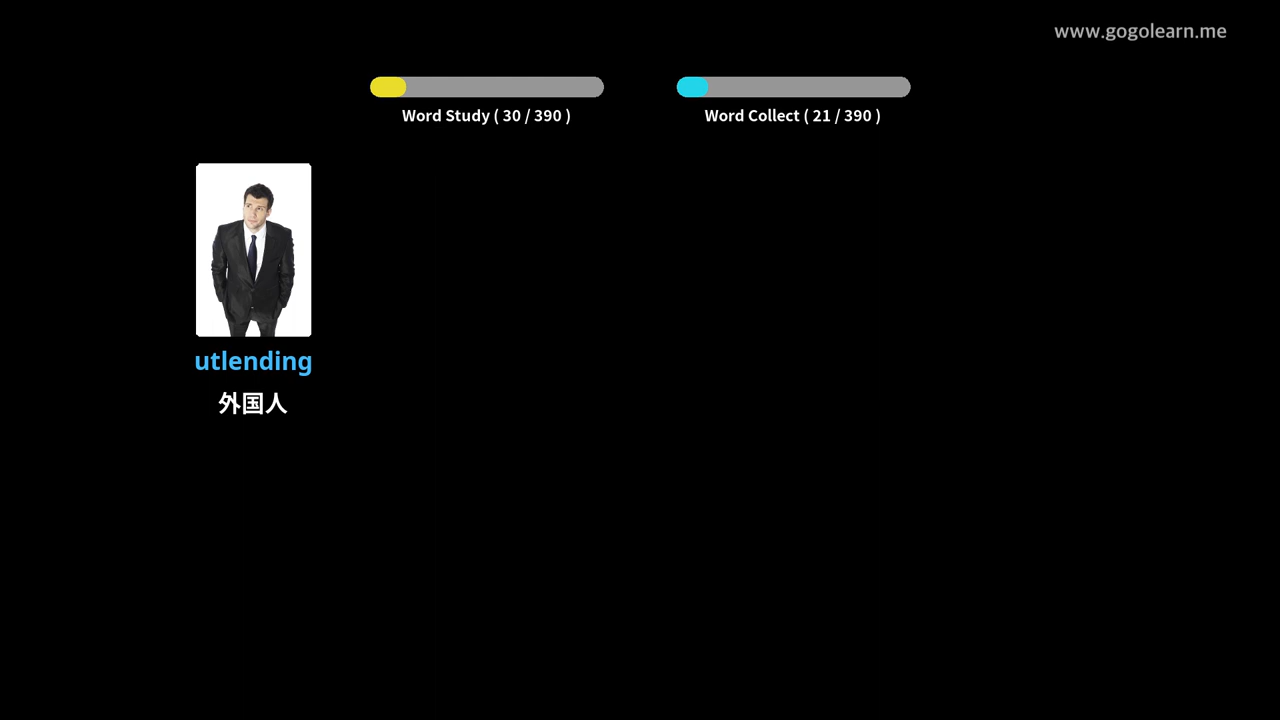 www.gogolearn.me
Word Study ( 30 / 390 )
Word Collect ( 21 / 390 )
utlending
外国人